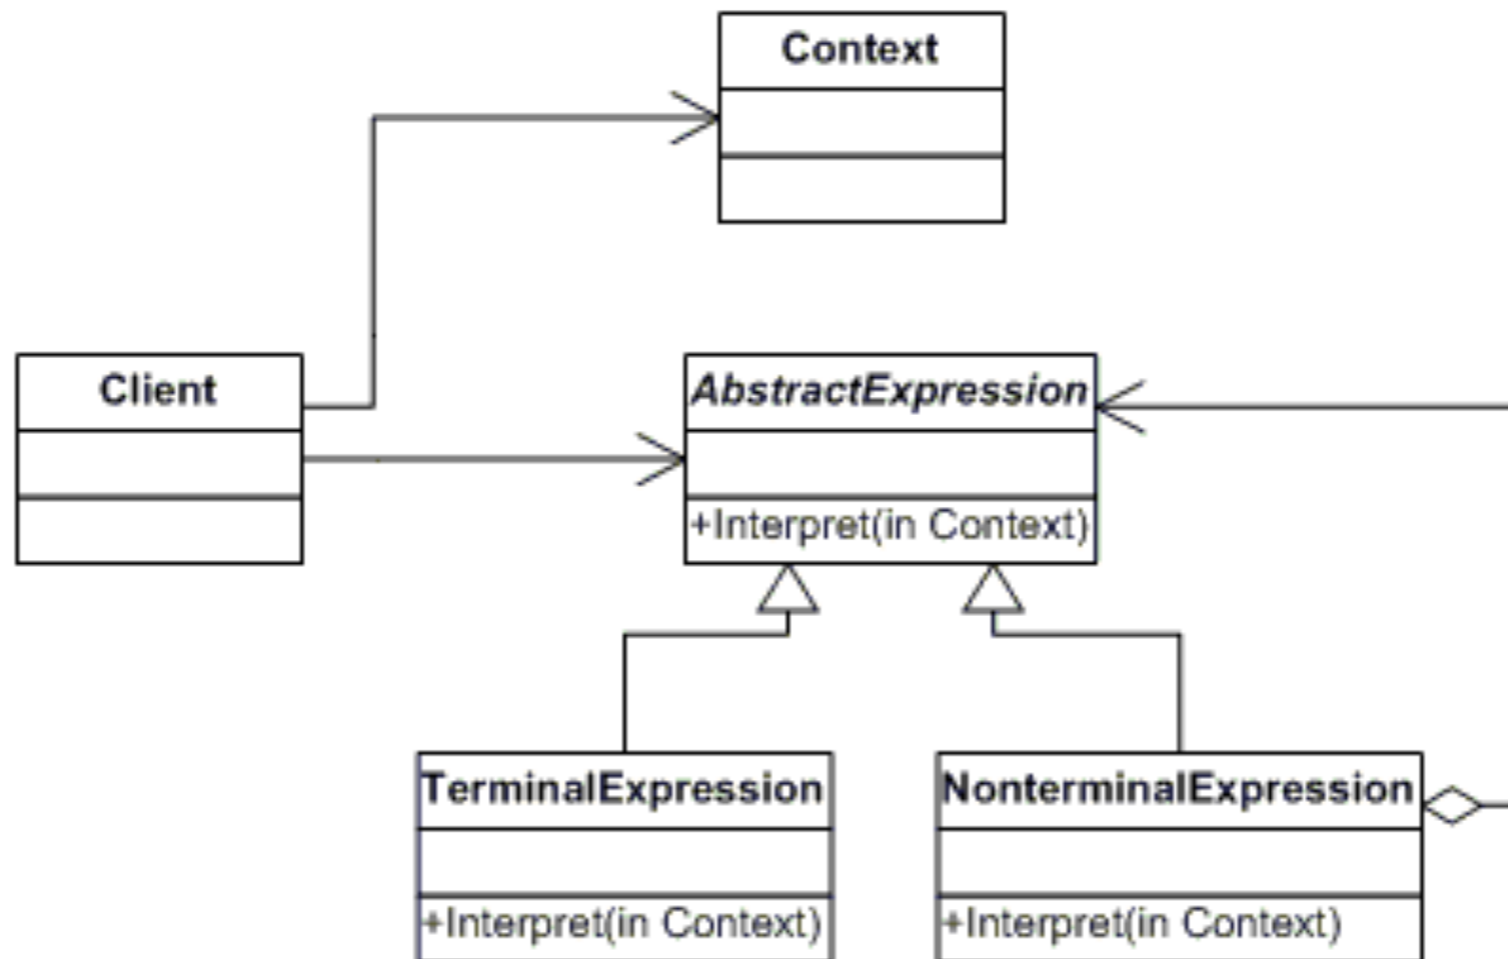 Context
Client
AbstractExpression
+Interpret(in Context)
TerminalExpression
NonterminalExpression
+Interpret(in Context)
+Interpret(in Context)